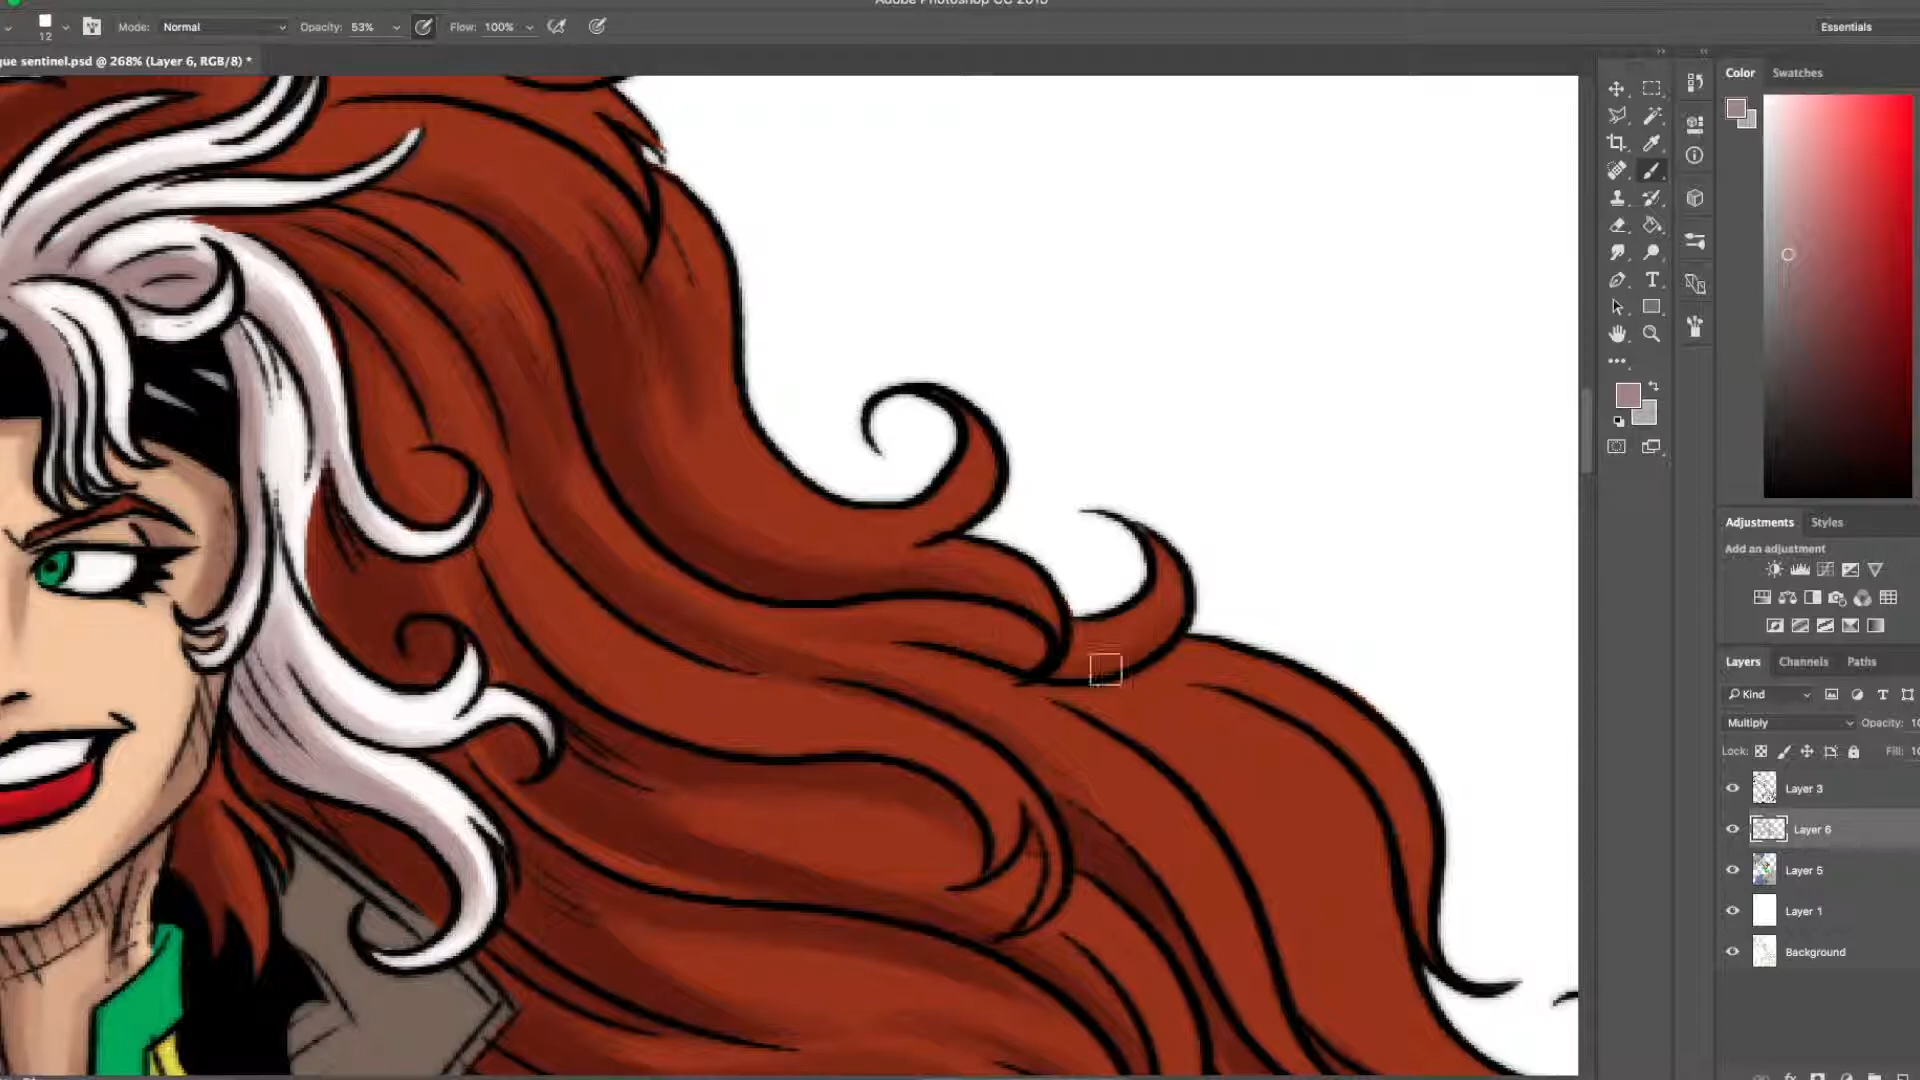 Adobe Photoshop CC 2015
12
Mode: Normal Opacity: 53% Flow: 100% Essentials
gue sentinel.psd @ 268% (Layer 6, RGB/8) *
Color Swatches
Adjustments Styles
Add an adjustment
Layers Channels Paths
Kind
Multiply Opacity: 10
Lock: Fill: 10
Layer 3
Layer 6
Layer 5
Layer 1
Background